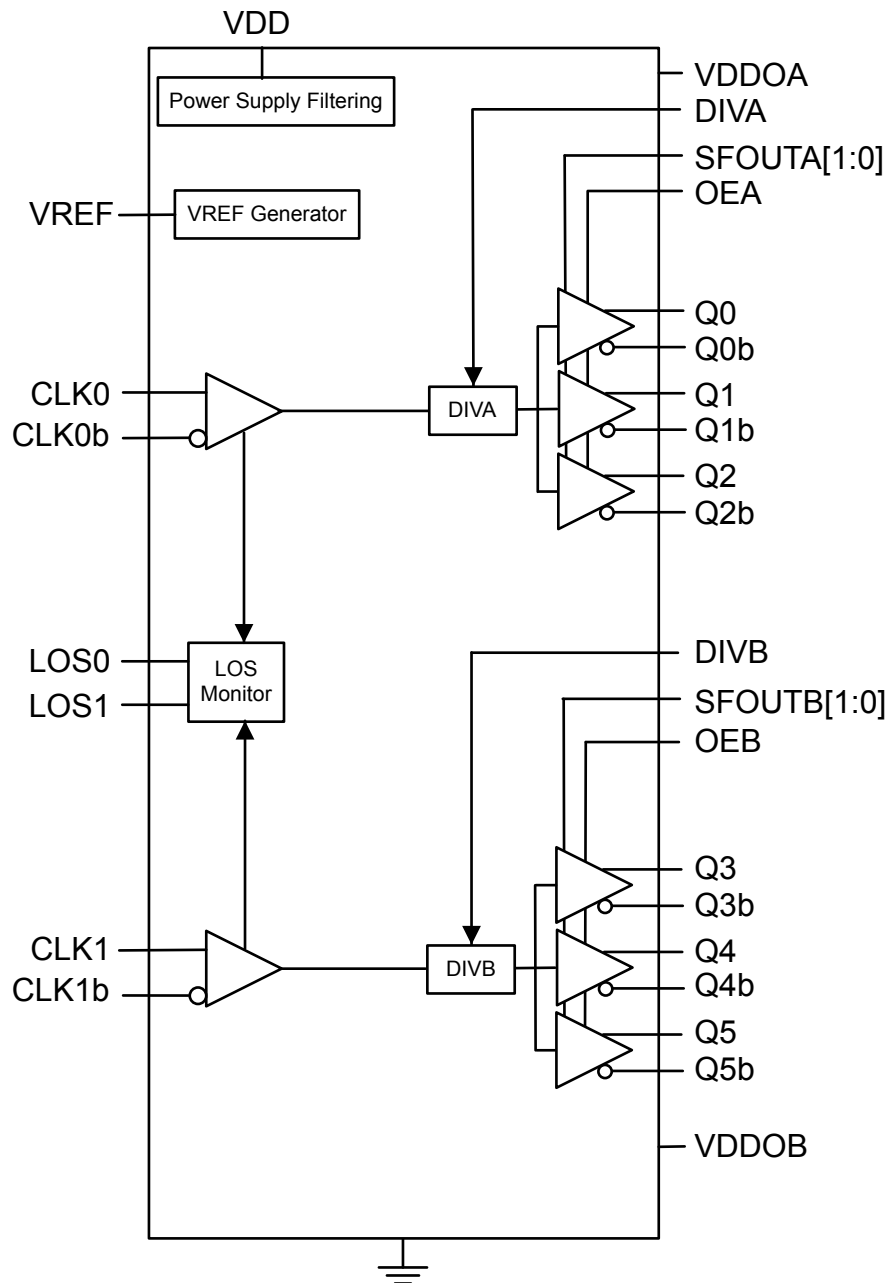 VDD
VDDOA
Power Supply Filtering
DIVA
SFOUTA[1:0]
OEA
VREF
VREF Generator
Q0
Q0b
CLK0
Q1
DIVA
CLK0b
Q1b
Q2
Q2b
LOS0
LOS
Monitor
LOS1
DIVB
SFOUTB[1:0]
OEB
Q3
Q3b
CLK1
Q4
DIVB
CLK1b
Q4b
Q5
Q5b
VDDOB